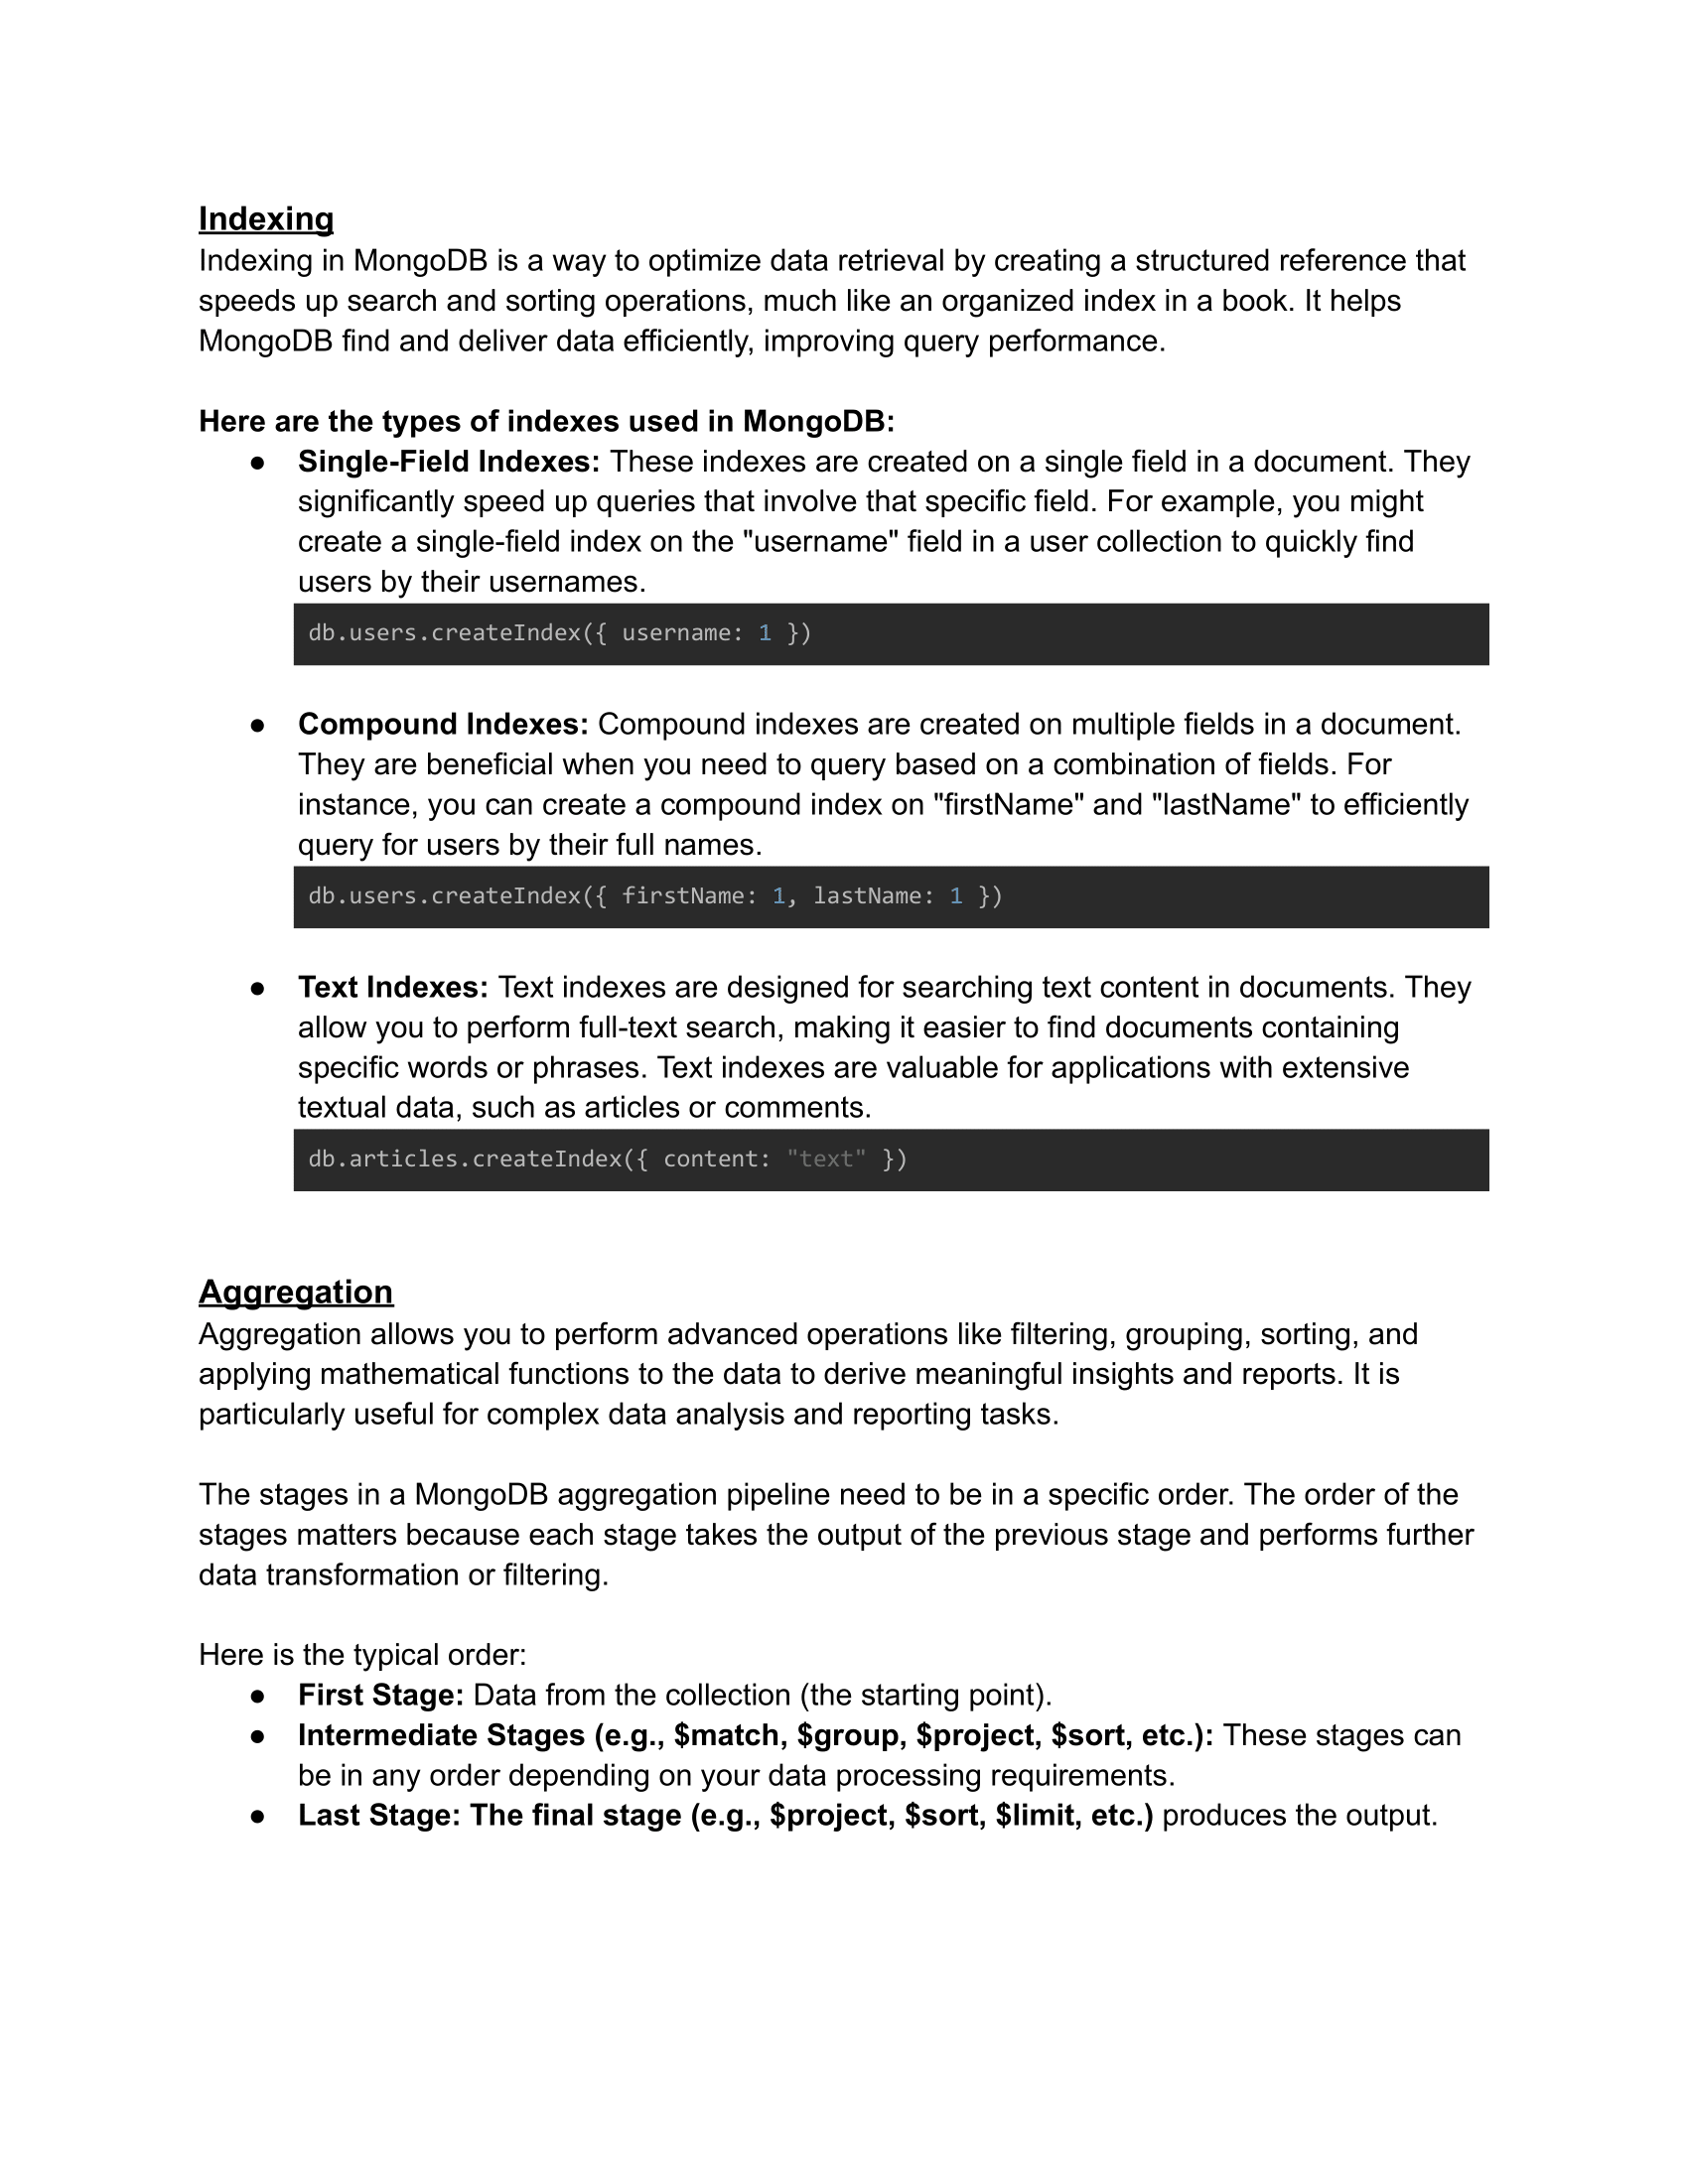 Indexing
Indexing in MongoDB is a way to optimize data retrieval by creating a structured reference that
speeds up search and sorting operations, much like an organized index in a book. It helps
MongoDB find and deliver data efficiently, improving query performance.
Here are the types of indexes used in MongoDB:
● Single-Field Indexes: These indexes are created on a single field in a document. They
significantly speed up queries that involve that specific field. For example, you might
create a single-field index on the "username" field in a user collection to quickly find
users by their usernames.
db.users.createIndex({ username: 1 })
● Compound Indexes: Compound indexes are created on multiple fields in a document.
They are beneficial when you need to query based on a combination of fields. For
instance, you can create a compound index on "firstName" and "lastName" to efficiently
query for users by their full names.
db.users.createIndex({ firstName: 1, lastName: 1 })
● Text Indexes: Text indexes are designed for searching text content in documents. They
allow you to perform full-text search, making it easier to find documents containing
specific words or phrases. Text indexes are valuable for applications with extensive
textual data, such as articles or comments.
db.articles.createIndex({ content: "text" })
Aggregation
Aggregation allows you to perform advanced operations like filtering, grouping, sorting, and
applying mathematical functions to the data to derive meaningful insights and reports. It is
particularly useful for complex data analysis and reporting tasks.
The stages in a MongoDB aggregation pipeline need to be in a specific order. The order of the
stages matters because each stage takes the output of the previous stage and performs further
data transformation or filtering.
Here is the typical order:
● First Stage: Data from the collection (the starting point).
● Intermediate Stages (e.g., $match, $group, $project, $sort, etc.): These stages can
be in any order depending on your data processing requirements.
● Last Stage: The final stage (e.g., $project, $sort, $limit, etc.) produces the output.